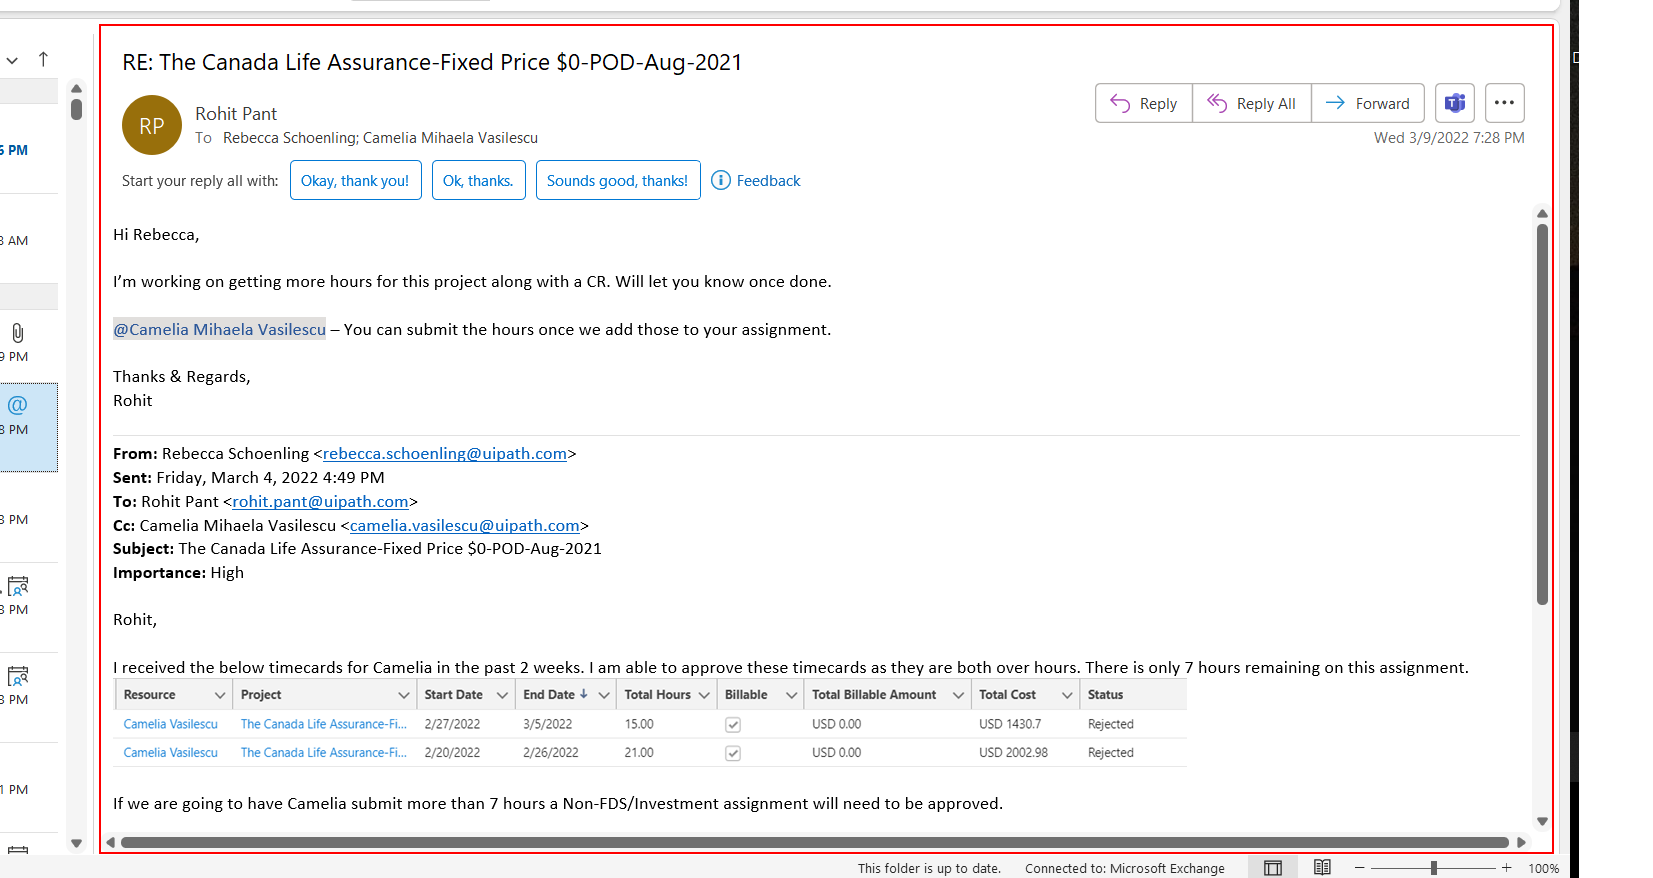 RE: The Canada Life Assurance-Fixed Price $0-POD-Aug-2021
RP
Rohit Pant
To Rebecca Schoenling; Camelia Mihaela Vasilescu
Reply
Reply All
Forward
Wed 3/9/2022 7:28 PM
Start your reply all with: Okay, thank you! Ok, thanks. Sounds good, thanks! Feedback
Hi Rebecca,
I'm working on getting more hours for this project along with a CR. Will let you know once done.
@Camelia Mihaela Vasilescu – You can submit the hours once we add those to your assignment.
Thanks & Regards,
Rohit
From: Rebecca Schoenling <rebecca.schoenling@uipath.com>
Sent: Friday, March 4, 2022 4:49 PM
To: Rohit Pant <rohit.pant@uipath.com>
Cc: Camelia Mihaela Vasilescu <camelia.vasilescu@uipath.com>
Subject: The Canada Life Assurance-Fixed Price $0-POD-Aug-2021
Importance: High
Rohit,
I received the below timecards for Camelia in the past 2 weeks. I am able to approve these timecards as they are both over hours. There is only 7 hours remaining on this assignment.
Resource Project Start Date End Date Total Hours Billable Total Billable Amount Total Cost Status
Camelia Vasilescu The Canada Life Assurance-Fi... 2/27/2022 3/5/2022 15.00 USD 0.00 USD 1430.7 Rejected
Camelia Vasilescu The Canada Life Assurance-Fi... 2/20/2022 2/26/2022 21.00 USD 0.00 USD 2002.98 Rejected
If we are going to have Camelia submit more than 7 hours a Non-FDS/Investment assignment will need to be approved.
PM
AM
PM
PM
PM
PM
PM
PM
This folder is up to date. Connected to: Microsoft Exchange 100%